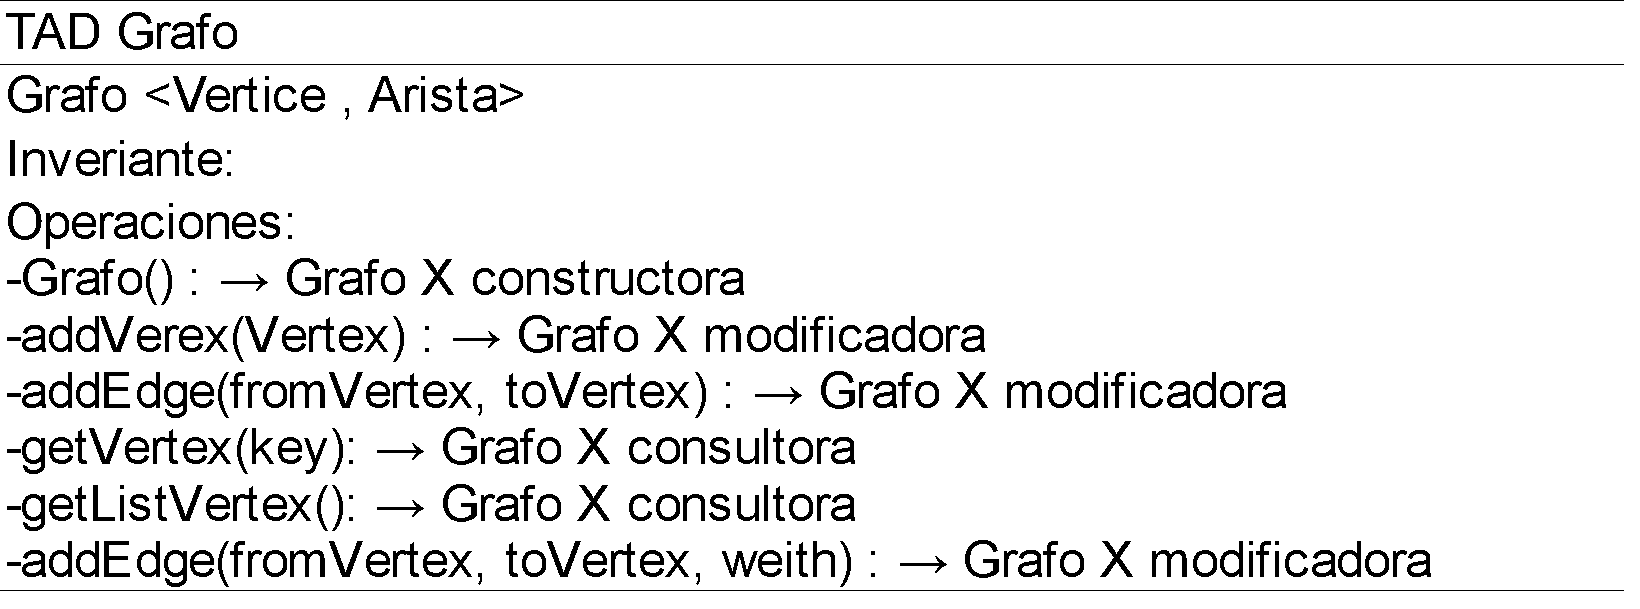 TAD Grafo
Grafo <Vertice , Arista>
Inveriante:
Operaciones:
-Grafo() : → Grafo X constructora
-addVerex(Vertex) : → Grafo X modificadora
-addEdge(fromVertex, toVertex) : → Grafo X modificadora
-getVertex(key): → Grafo X consultora
-getListVertex(): → Grafo X consultora
-addEdge(fromVertex, toVertex, weith) : → Grafo X modificadora